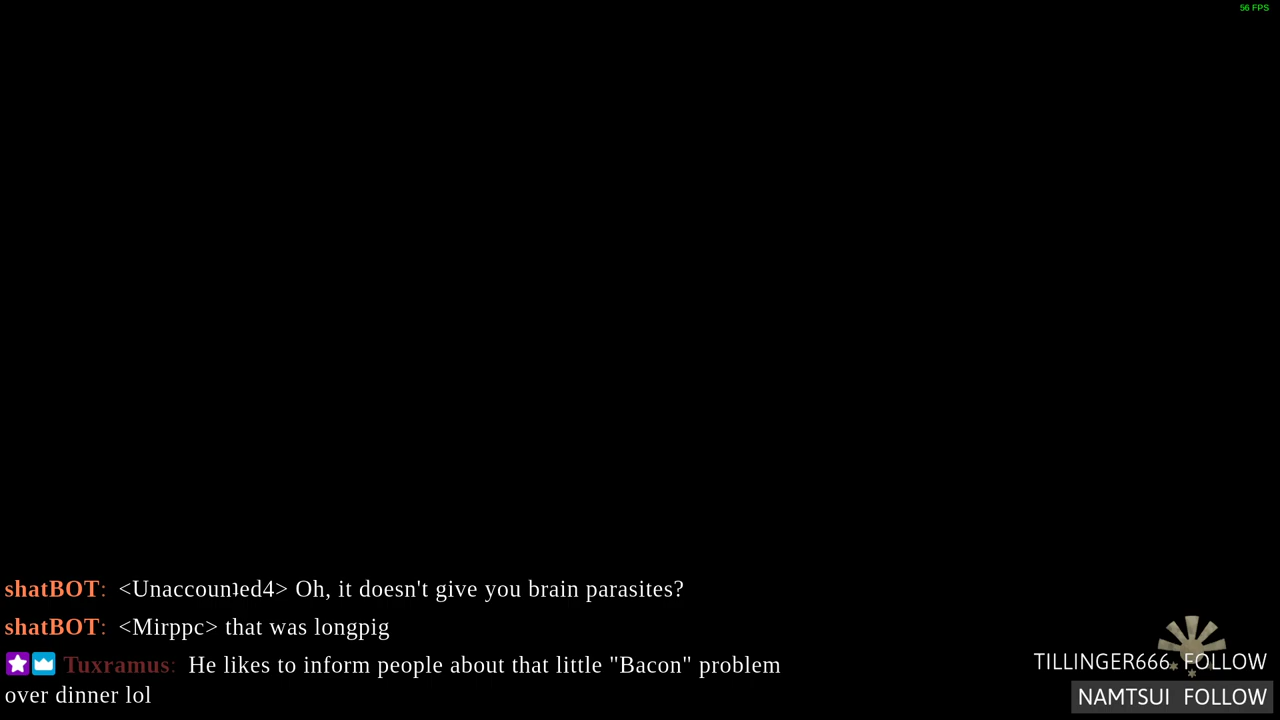 56 FPS
shatBOT: <Unaccounted4> Oh, it doesn't give you brain parasites?
shatBOT: <Mirppc> that was longpig
Tuxramus: He likes to inform people about that little "Bacon" problem
over dinner lol
TILLINGER666 FOLLOW
NAMTSUI FOLLOW